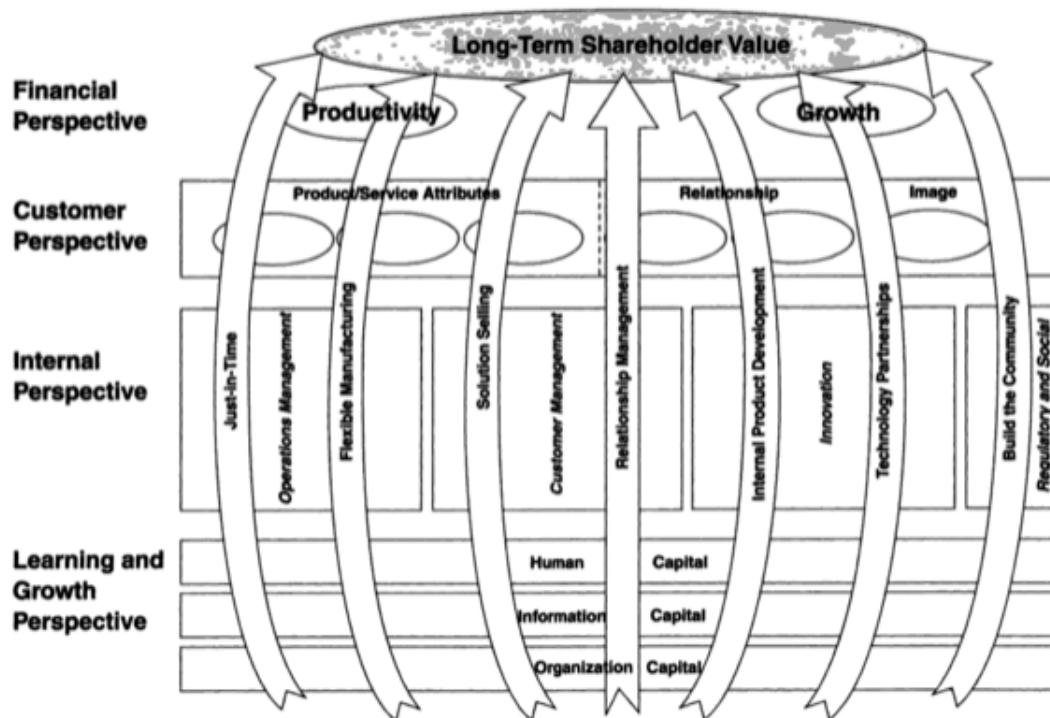 Long-Term Shareholder Value
Financial
Perspective
Productivity
Growth
Customer
Perspective
Product/Service Attributes
Relationship
Image
Internal
Perspective
Just-in-Time
Operations Management
Flexible Manufacturing
Solution Selling
Customer Management
Relationship Management
Internal Product Development
Innovation
Technology Partnerships
Build the Community
Regulatory and Social
Learning and
Growth
Perspective
Human Capital
Information Capital
Organization Capital